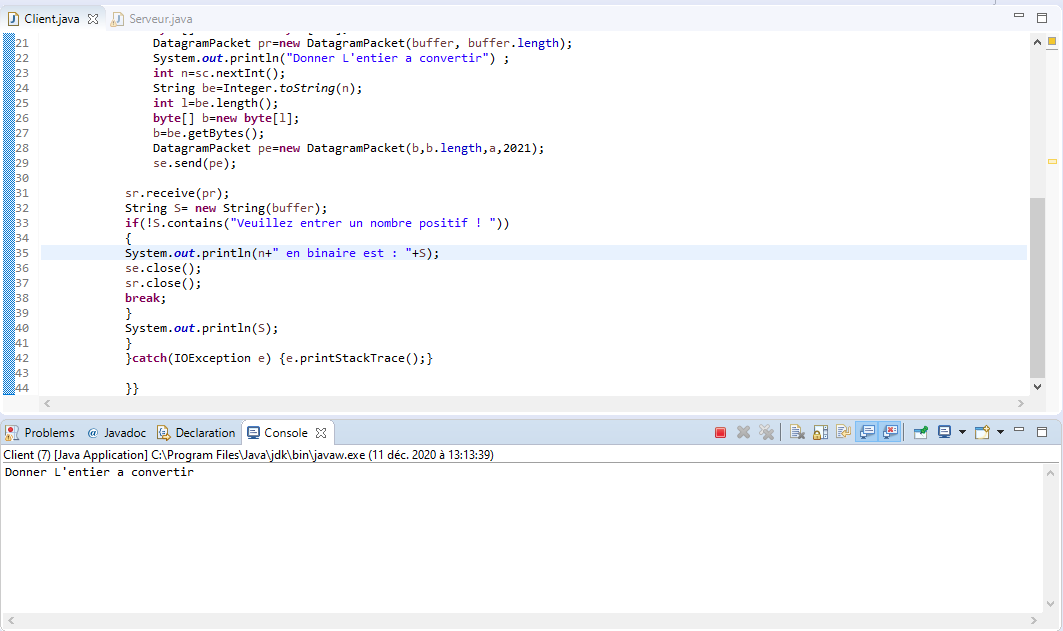 Client.java Serveur.java
21 DatagramPacket pr=new DatagramPacket(buffer, buffer.length);
22 System.out.println("Donner L'entier a convertir") ;
23 int n=sc.nextInt();
24 String be=Integer.toString(n);
25 int l=be.length();
26 byte[] b=new byte[l];
27 b=be.getBytes();
28 DatagramPacket pe=new DatagramPacket(b,b.length,a,2021);
29 se.send(pe);
30
31 sr.receive(pr);
32 String S= new String(buffer);
33 if(!S.contains("Veuillez entrer un nombre positif ! "))
34 {
35 System.out.println(n+" en binaire est : "+S);
36 se.close();
37 sr.close();
38 break;
39 }
40 System.out.println(S);
41 }
42 }catch(IOException e) {e.printStackTrace();}
43
44 }}
Problems @ Javadoc Declaration Console
Client (7) [Java Application] C:\Program Files\Java\jdk\bin\javaw.exe (11 déc. 2020 à 13:13:39)
Donner L'entier a convertir